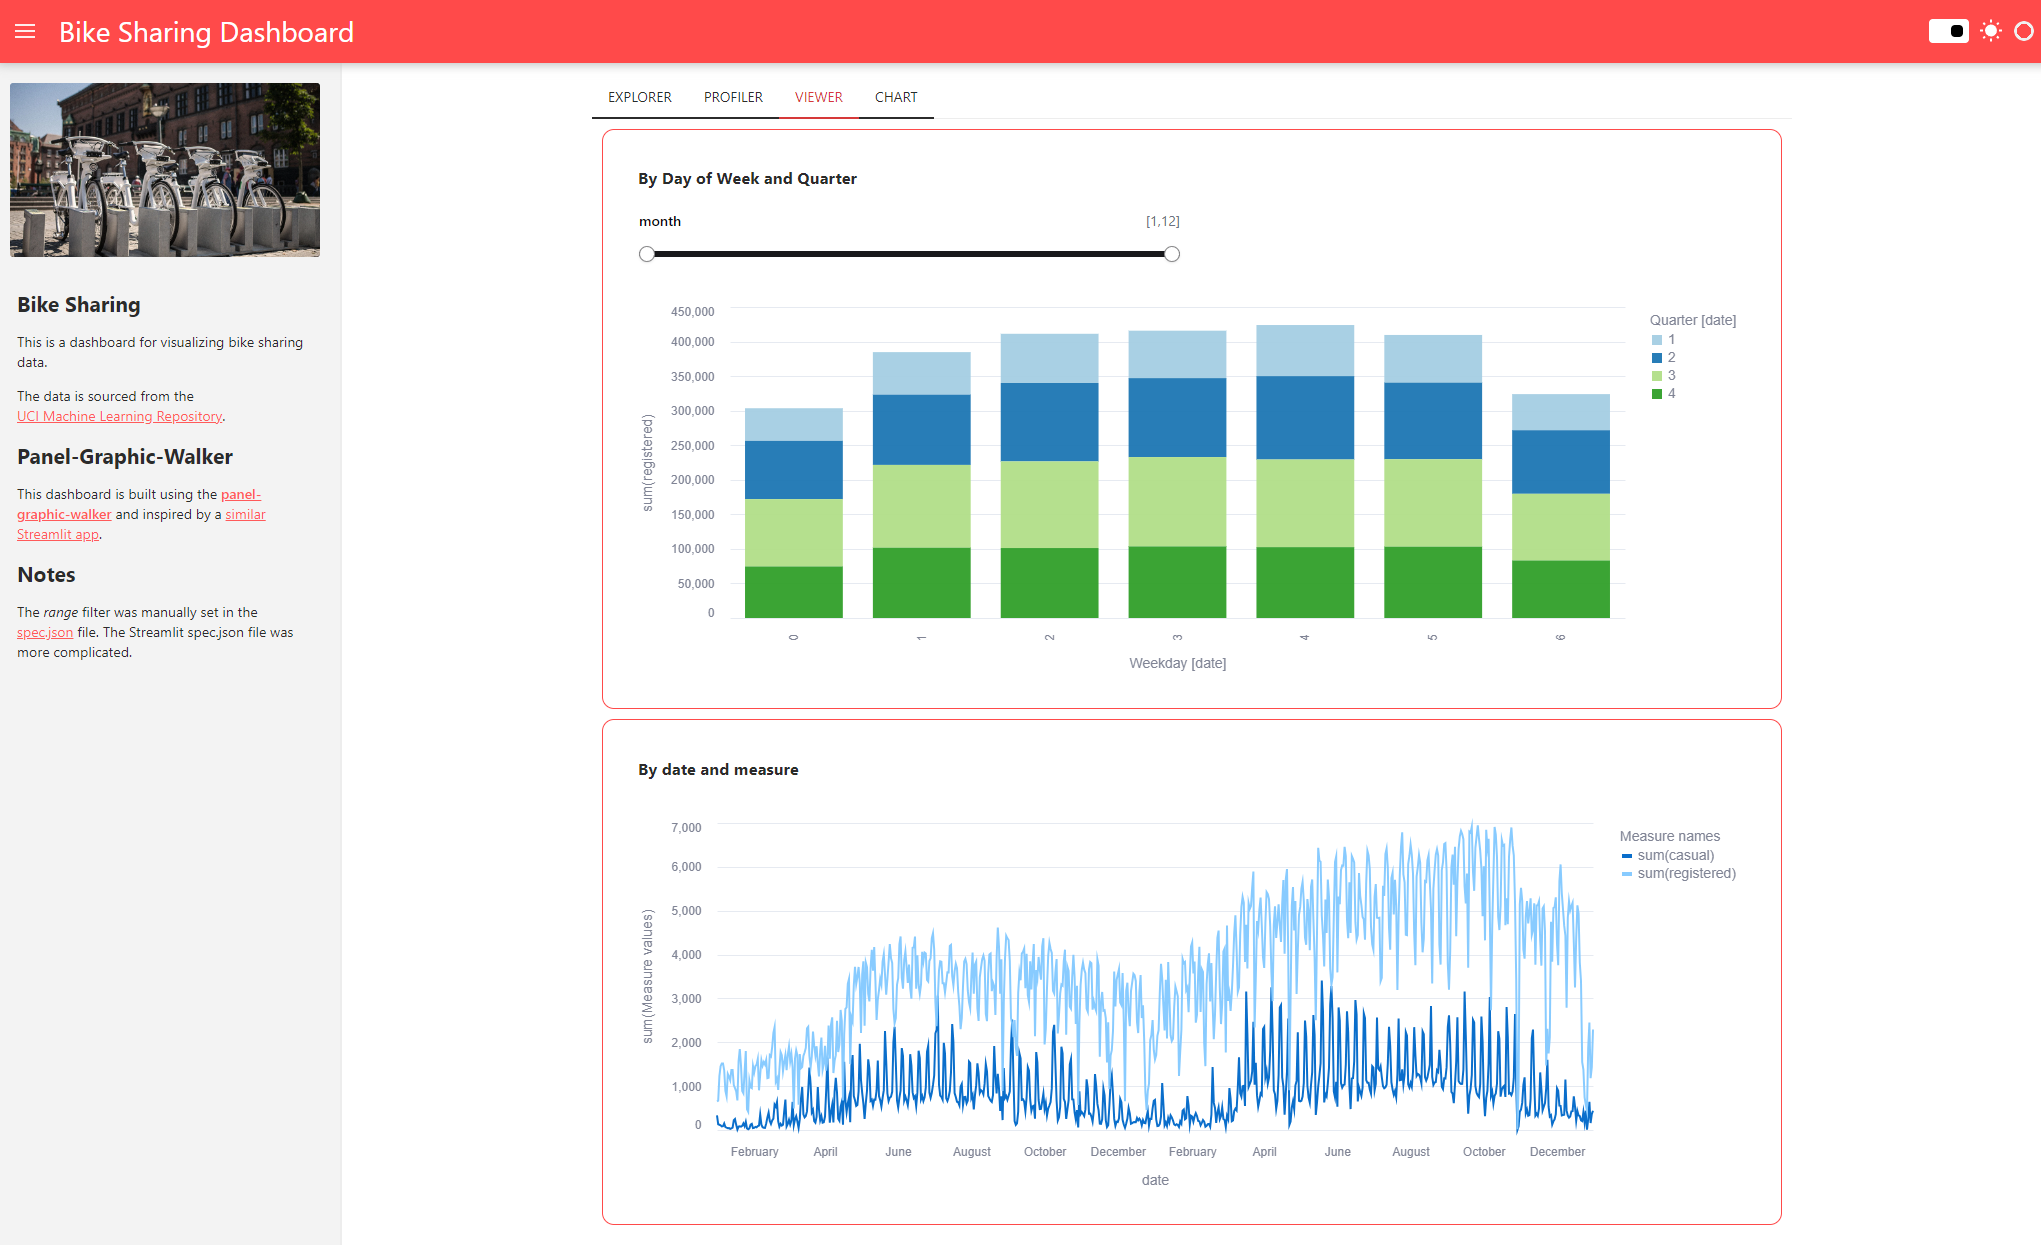 Bike Sharing Dashboard
Bike Sharing
This is a dashboard for visualizing bike sharing
data.
The data is sourced from the
UCI Machine Learning Repository.
Panel-Graphic-Walker
This dashboard is built using the panel-
graphic-walker and inspired by a similar
Streamlit app.
Notes
The range filter was manually set in the
spec.json file. The Streamlit spec.json file was
more complicated.
EXPLORER PROFILER VIEWER CHART
By Day of Week and Quarter
month [1,12]
450,000
400,000
350,000
300,000
250,000
200,000
150,000
100,000
50,000
0
sum(registered)
0 1 2 3 4 5 6
Weekday [date]
Quarter [date]
1
2
3
4
By date and measure
7,000
6,000
5,000
4,000
3,000
2,000
1,000
0
sum(Measure values)
February April June August October December February April June August October December
date
Measure names
sum(casual)
sum(registered)